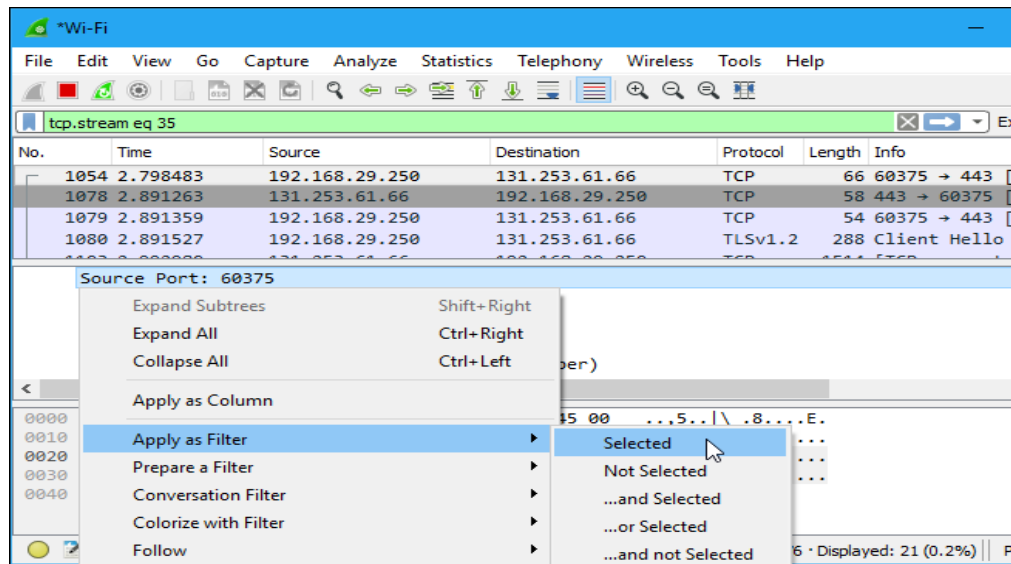 *Wi-Fi
File Edit View Go Capture Analyze Statistics Telephony Wireless Tools Help
tcp.stream eq 35
No. Time Source Destination Protocol Length Info
1054 2.798483 192.168.29.250 131.253.61.66 TCP 66 60375 → 443 [
1078 2.891263 131.253.61.66 192.168.29.250 TCP 58 443 → 60375 [
1079 2.891359 192.168.29.250 131.253.61.66 TCP 54 60375 → 443 [
1080 2.891527 192.168.29.250 131.253.61.66 TLSv1.2 288 Client Hello
Source Port: 60375
Expand Subtrees Shift+Right
Expand All Ctrl+Right
Collapse All Ctrl+Left
ber)
Apply as Column
0000 45 00 ..,5..|\ .8....E.
0010 ...
0020 ...
0030 ...
0040
Apply as Filter
Selected
Prepare a Filter
Not Selected
Conversation Filter
...and Selected
Colorize with Filter
...or Selected
Follow
...and not Selected
6 · Displayed: 21 (0.2%)